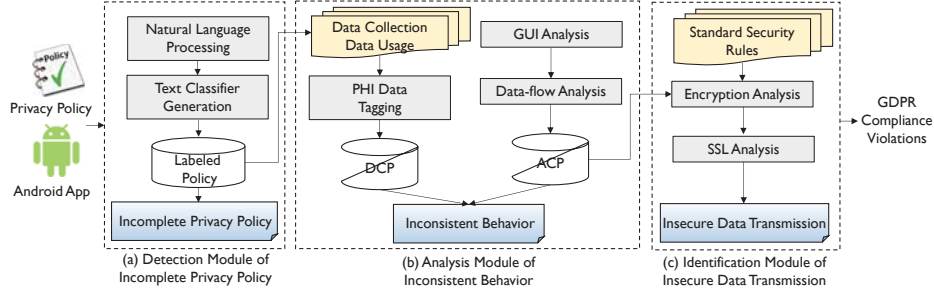 Policy
Privacy Policy
Android App
Natural Language
Processing
Text Classifier
Generation
Labeled
Policy
Incomplete Privacy Policy
(a) Detection Module of
Incomplete Privacy Policy
Data Collection
Data Usage
PHI Data
Tagging
DCP
GUI Analysis
Data-flow Analysis
ACP
Inconsistent Behavior
(b) Analysis Module of
Inconsistent Behavior
Standard Security
Rules
Encryption Analysis
SSL Analysis
Insecure Data Transmission
(c) Identification Module of
Insecure Data Transmission
GDPR
Compliance
Violations